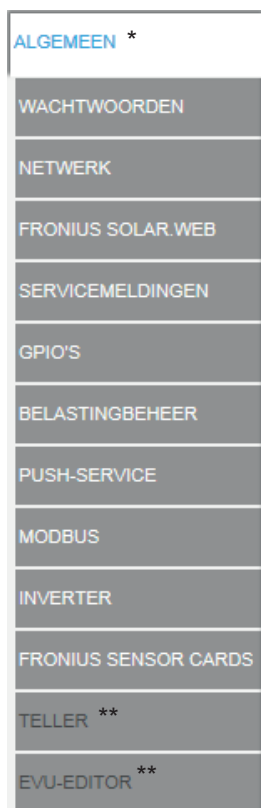 ALGEMEEN *
WACHTWOORDEN
NETWERK
FRONIUS SOLAR.WEB
SERVICEMELDINGEN
GPIO'S
BELASTINGBEHEER
PUSH-SERVICE
MODBUS
INVERTER
FRONIUS SENSOR CARDS
TELLER **
EVU-EDITOR **